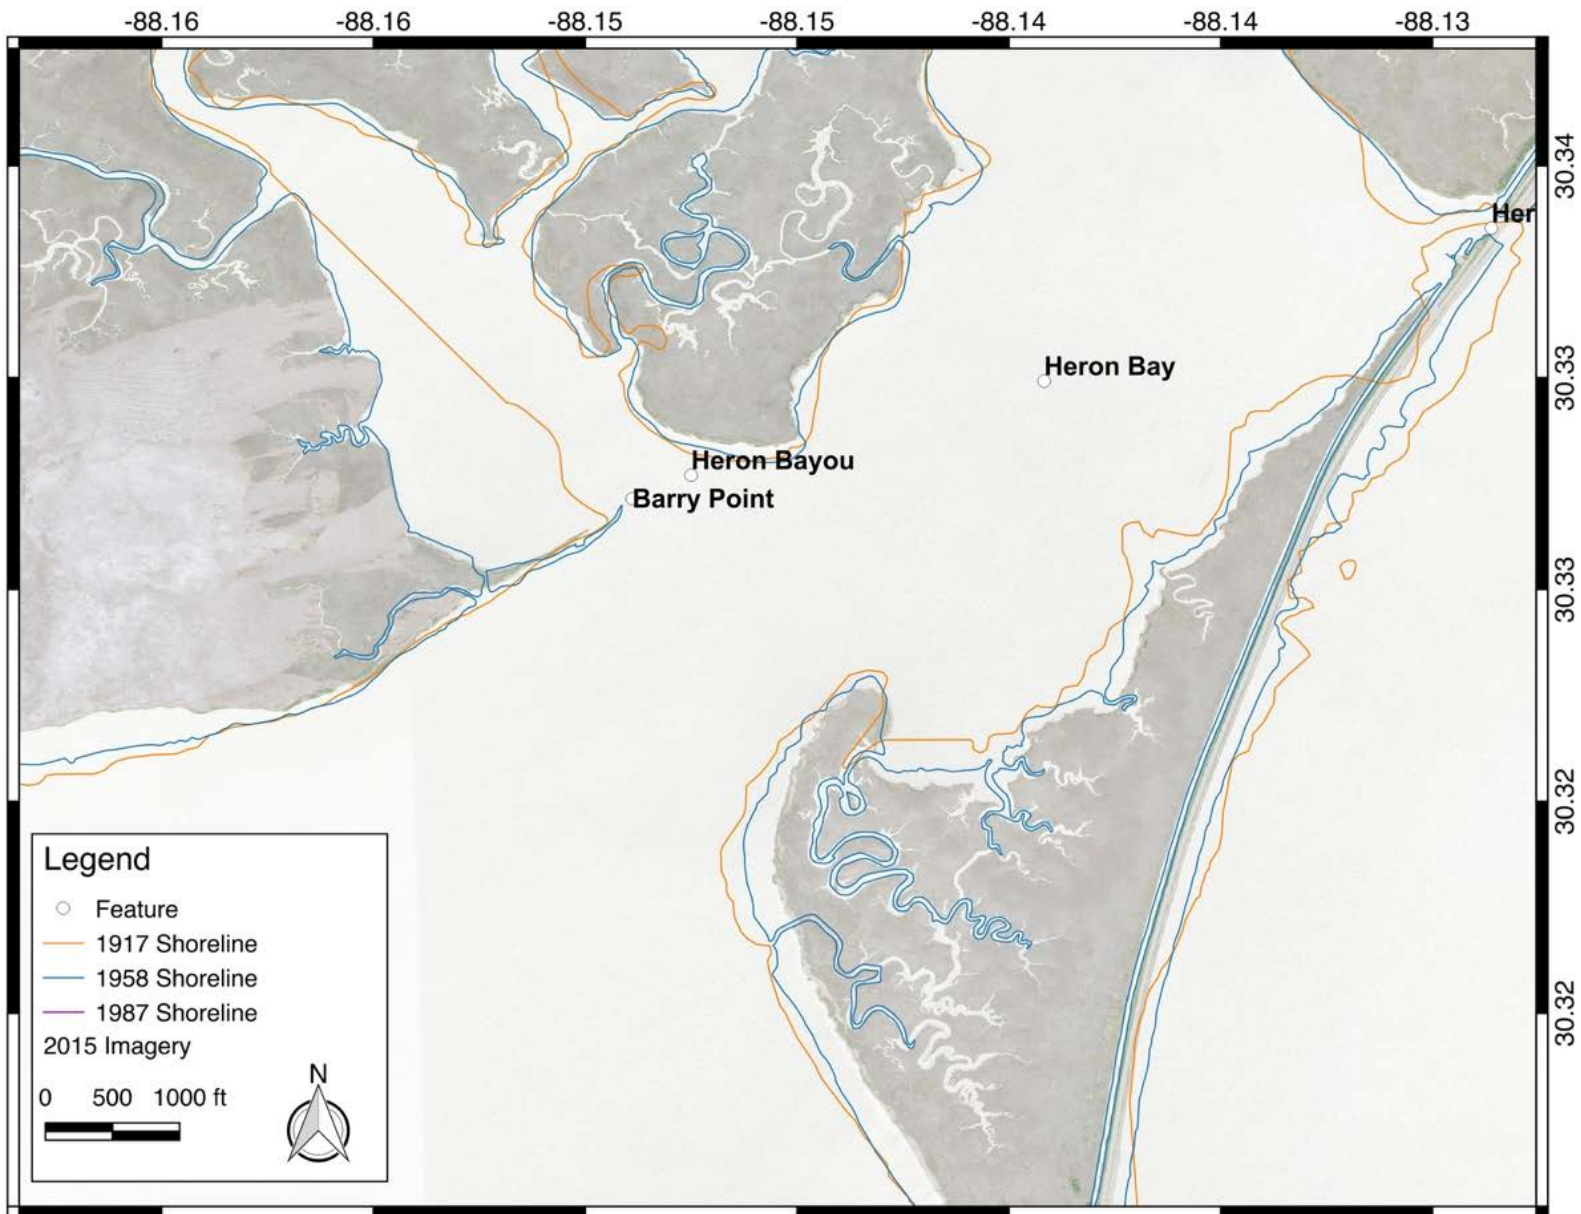 -88.16 -88.16 -88.15 -88.15 -88.14 -88.14 -88.13
30.34
Her
Heron Bay
30.33
Heron Bayou
Barry Point
30.33
30.32
Legend
Feature
1917 Shoreline
1958 Shoreline
1987 Shoreline
2015 Imagery
30.32
N
0 500 1000 ft